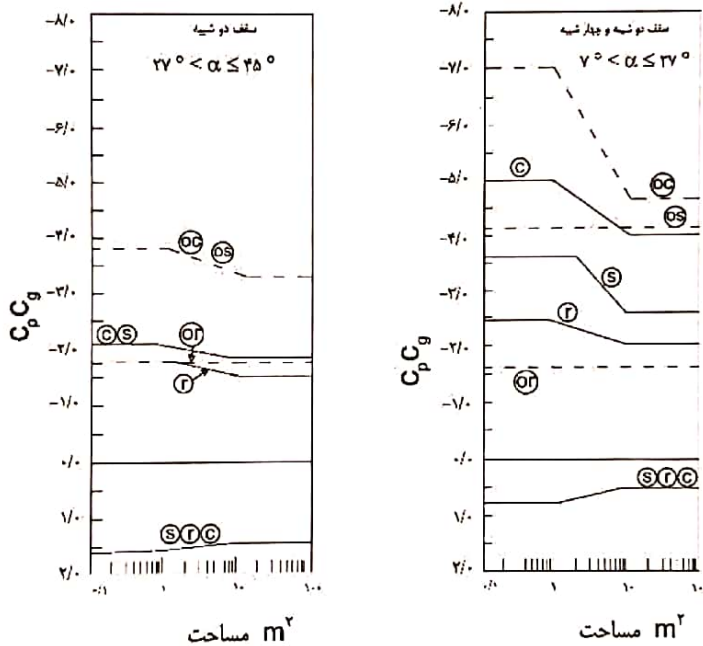 سقف دو شیبه
۲۷° < α ≤ ۴۵°
-۸/۰
-۷/۰
-۶/۰
-۵/۰
-۴/۰
-۳/۰
-۲/۰
-۱/۰
۰/۰
۱/۰
۲/۰
CpCg
oc os
c s
or
r
s r c
۰/۱ ۱ ۱۰ ۱۰۰
مساحت m۲
سقف دو شیبه و چهار شیبه
۷° < α ≤ ۲۷°
-۸/۰
-۷/۰
-۶/۰
-۵/۰
-۴/۰
-۳/۰
-۲/۰
-۱/۰
۰/۰
۱/۰
۲/۰
CpCg
c
oc
os
s
r
or
s r c
۰/۱ ۱ ۱۰ ۱۰۰
مساحت m۲